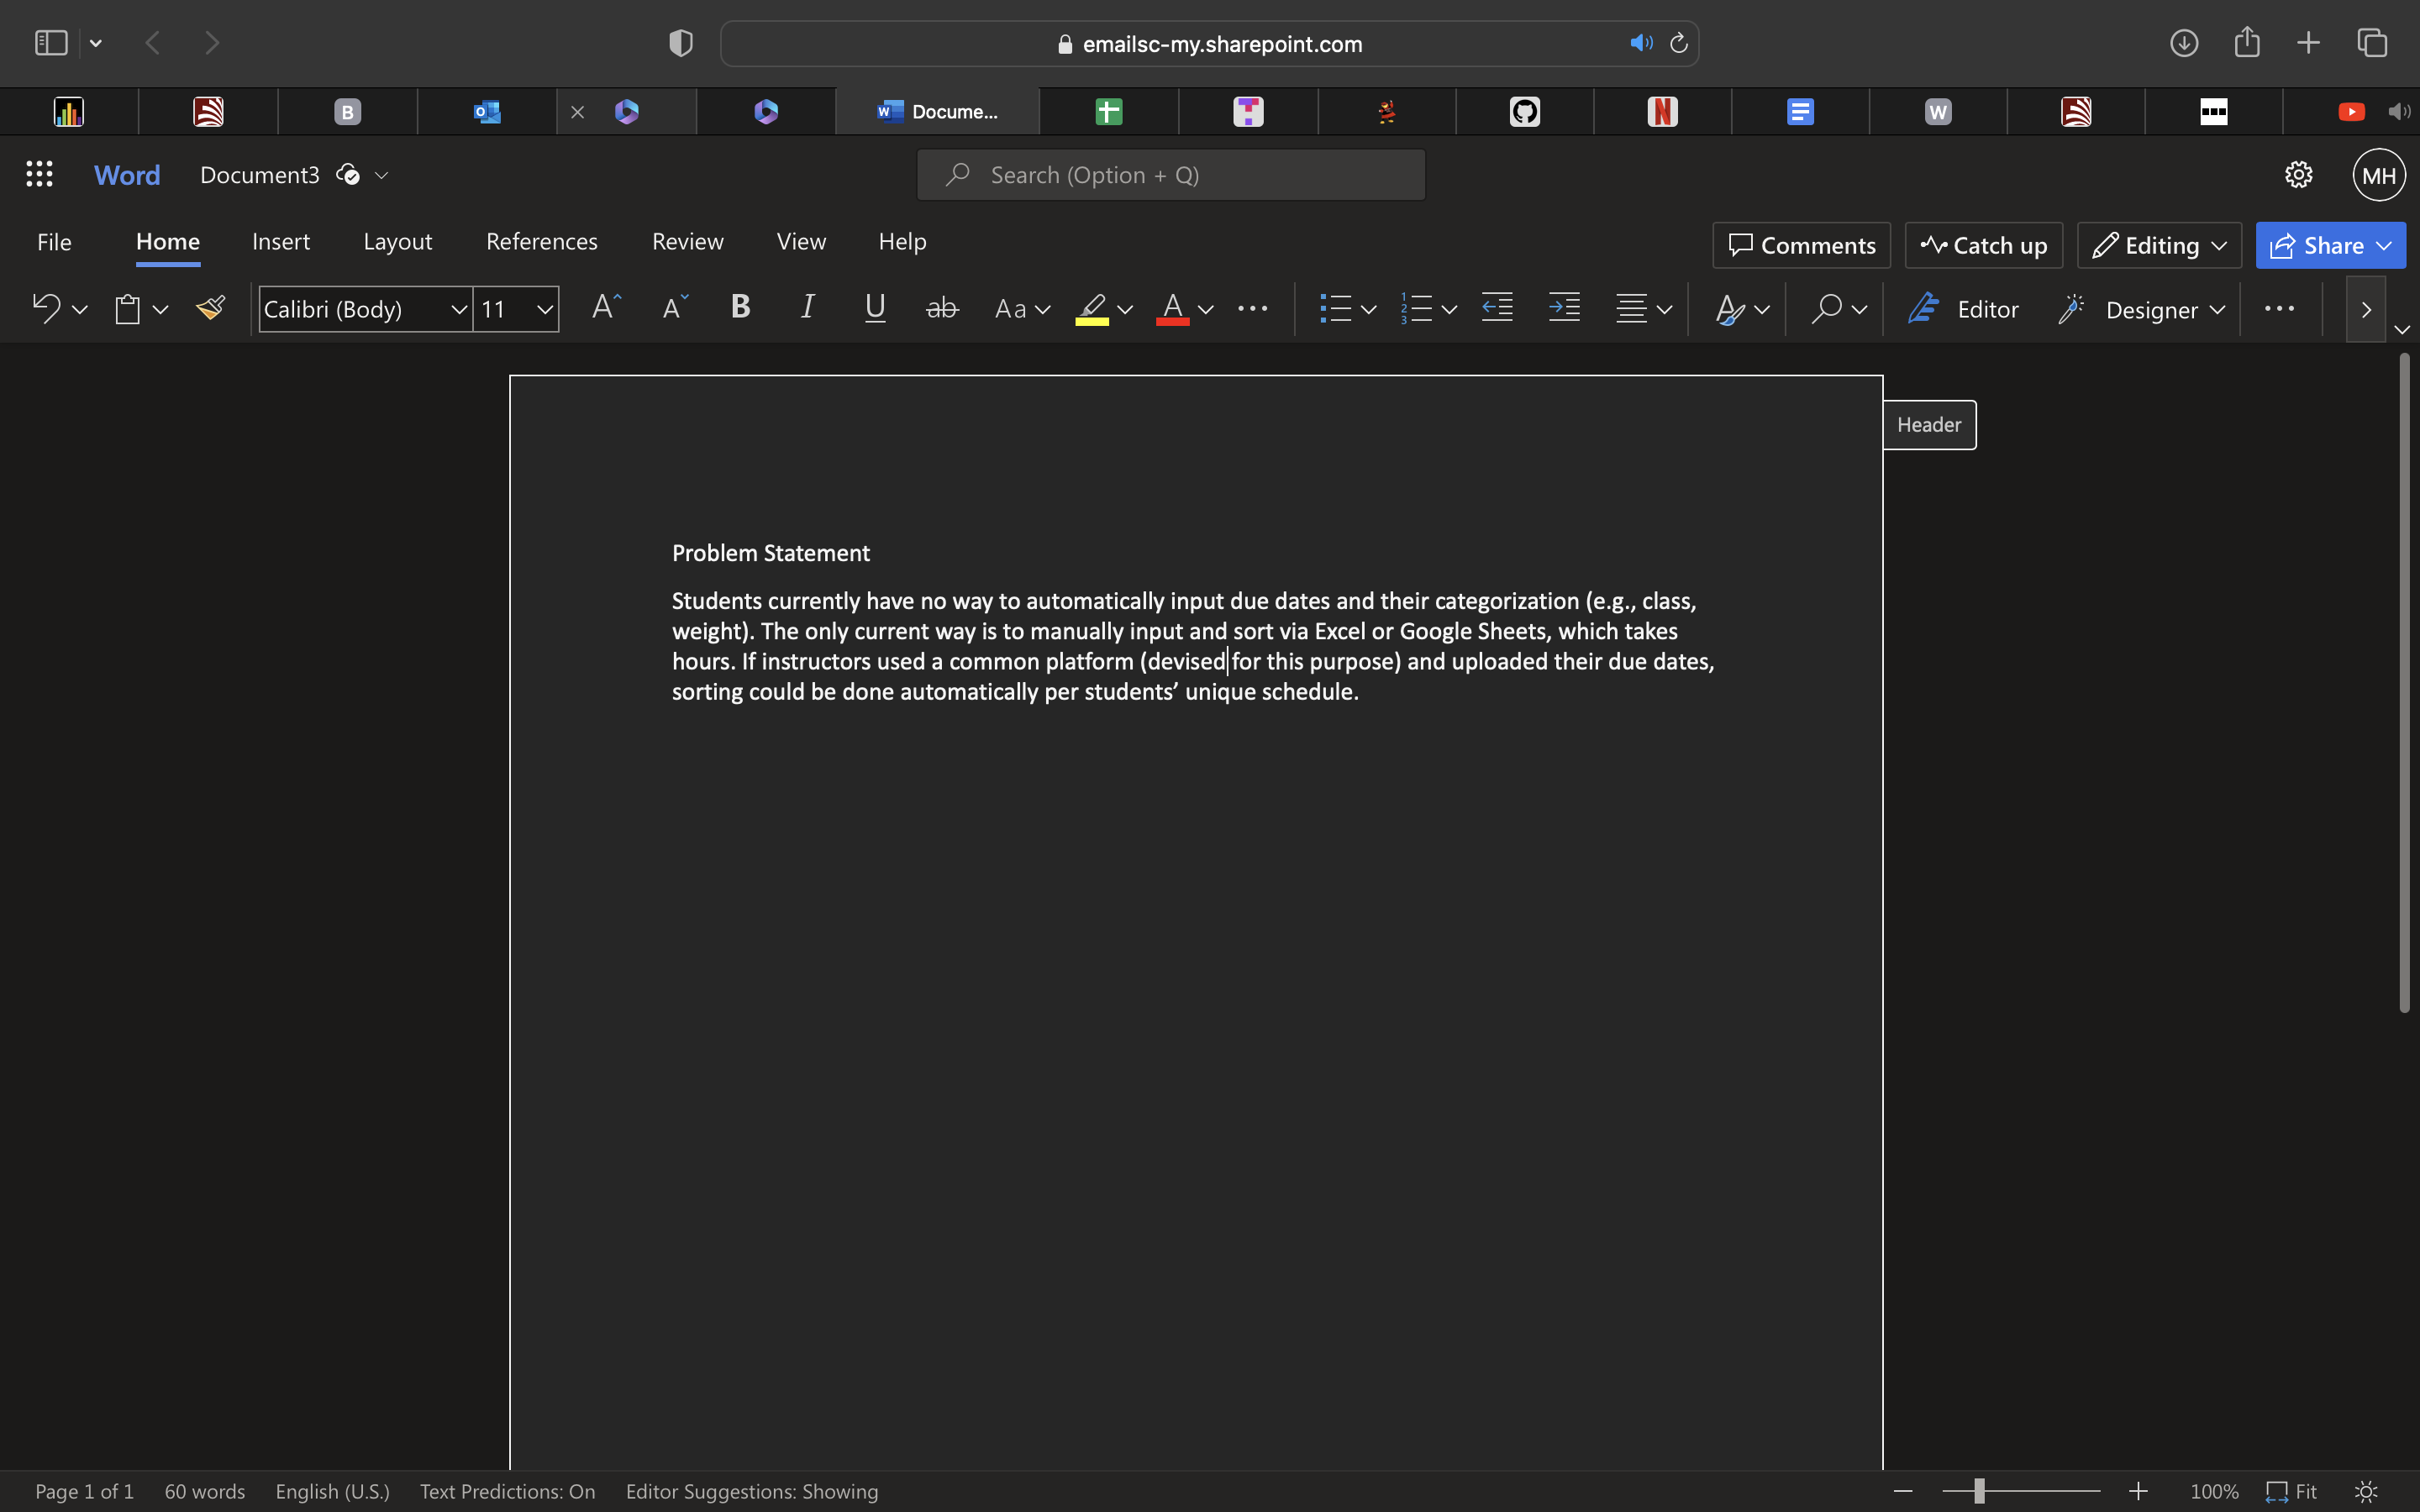 emailsc-my.sharepoint.com
B
Docume...
T
N
W
Word
Document3
Search (Option + Q)
MH
File
Home
Insert
Layout
References
Review
View
Help
Comments
Catch up
Editing
Share
Calibri (Body)
11
A
A
B
I
U
ab
Aa
A
Editor
Designer
Header
Problem Statement
Students currently have no way to automatically input due dates and their categorization (e.g., class,
weight). The only current way is to manually input and sort via Excel or Google Sheets, which takes
hours. If instructors used a common platform (devised for this purpose) and uploaded their due dates,
sorting could be done automatically per students’ unique schedule.
Page 1 of 1
60 words
English (U.S.)
Text Predictions: On
Editor Suggestions: Showing
100%
Fit